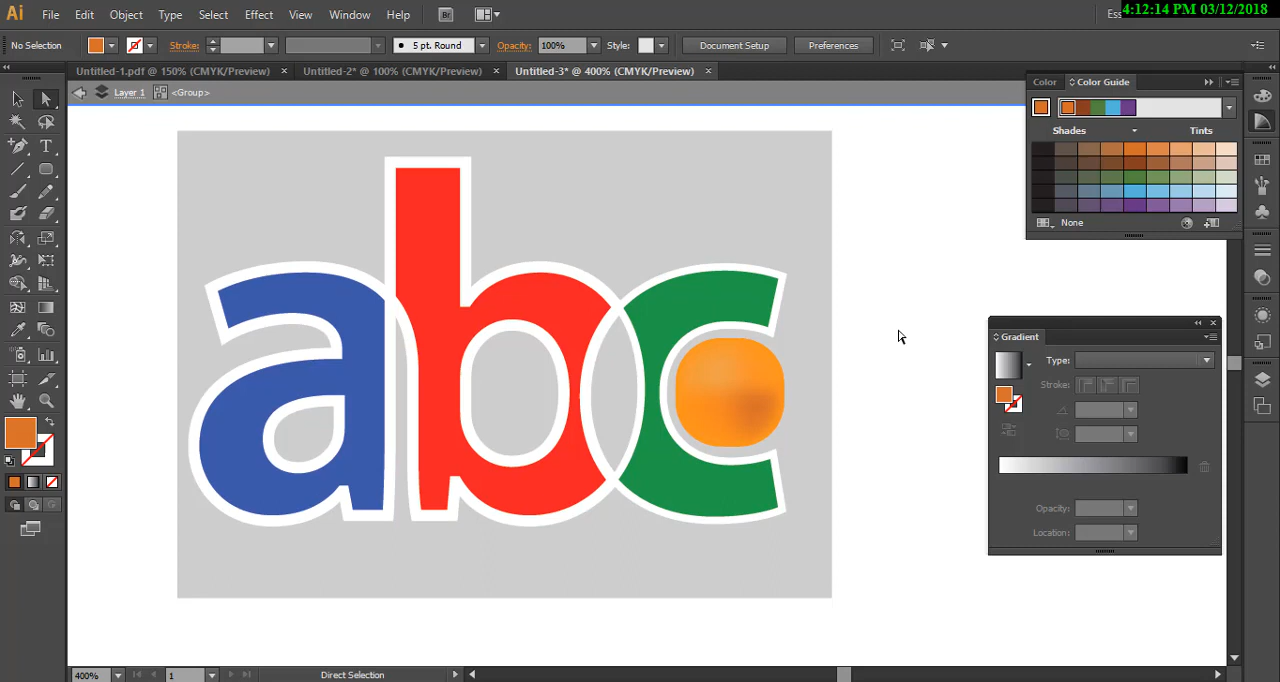 Ai File Edit Object Type Select Effect View Window Help Br
4:12:14 PM 03/12/2018
No Selection Stroke: 5 pt. Round Opacity: 100% Style: Document Setup Preferences
Untitled-1.pdf @ 150% (CMYK/Preview) Untitled-2* @ 100% (CMYK/Preview) Untitled-3* @ 400% (CMYK/Preview)
Layer 1 <Group>
Color Color Guide
Shades Tints
None
abc
Gradient
Type:
Stroke:
Opacity:
Location:
400% 1 Direct Selection